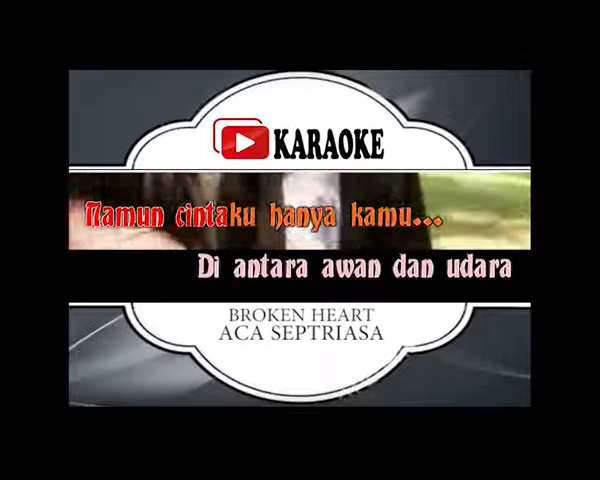 KARAOKE
Namun cintaku hanya kamu...
Di antara awan dan udara
BROKEN HEART
ACA SEPTRIASA